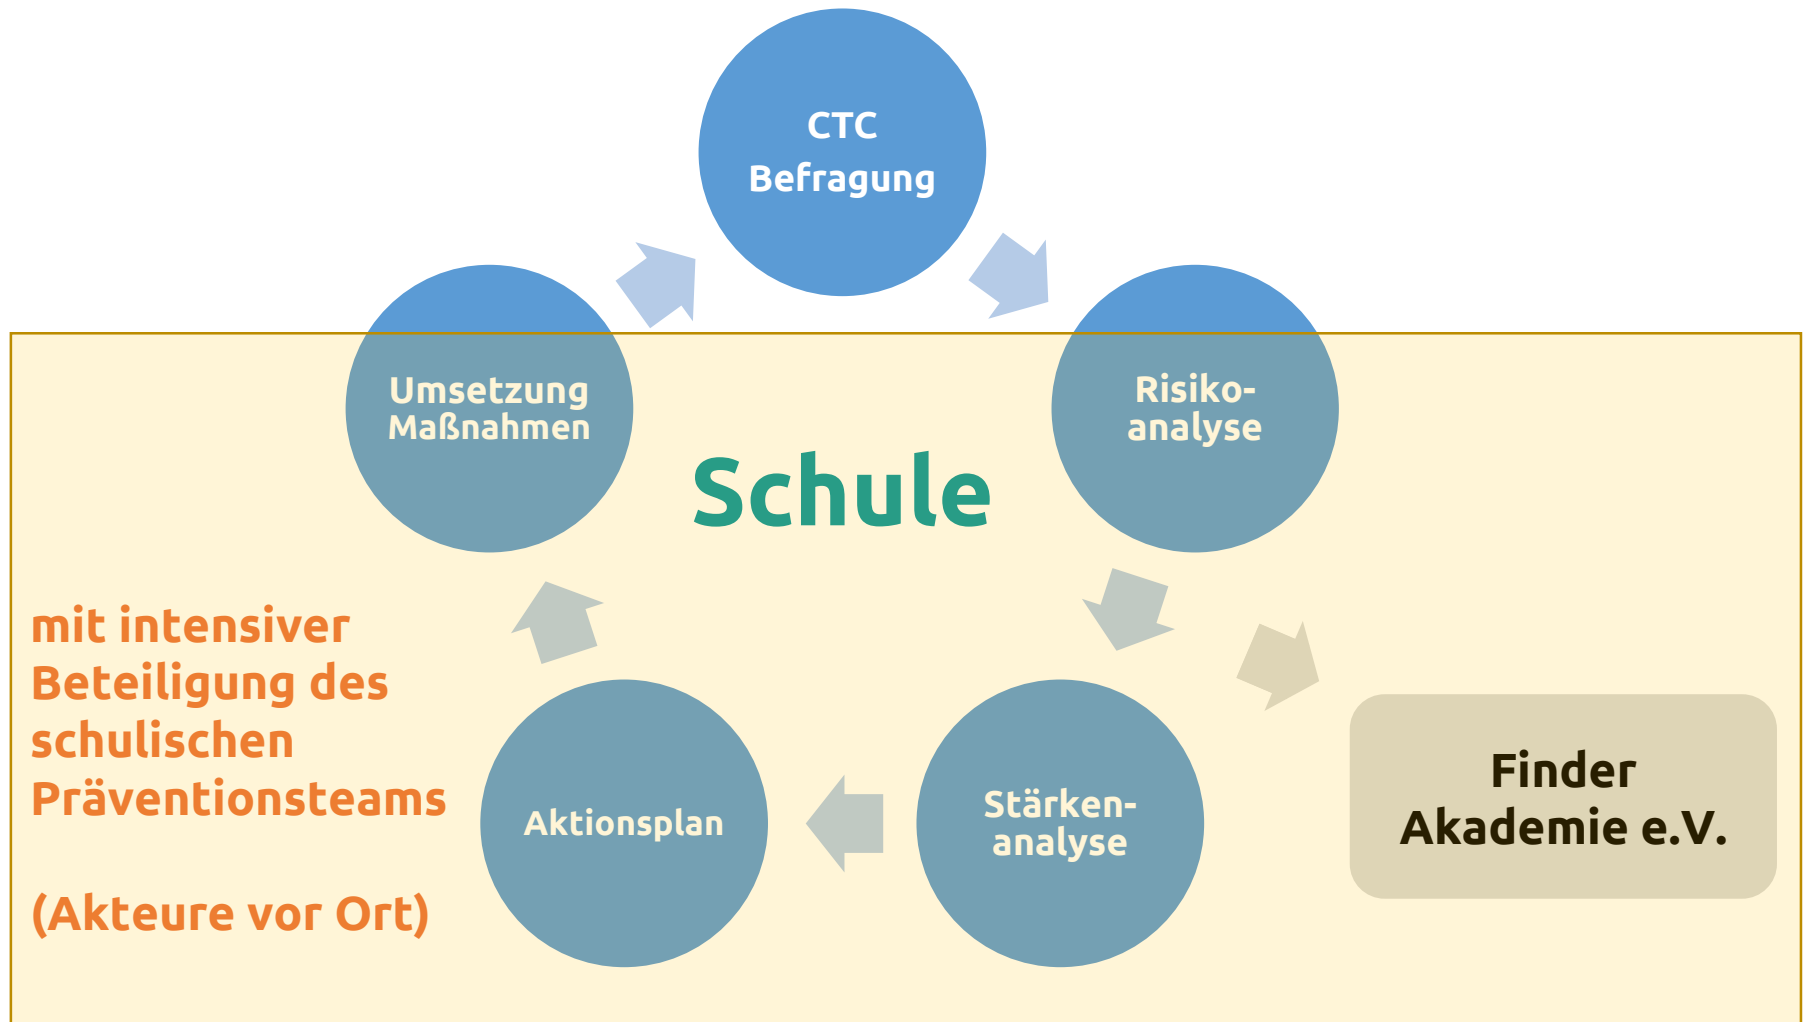 CTC
Befragung
Umsetzung
Maßnahmen
Risiko-
analyse
Schule
mit intensiver
Beteiligung des
schulischen
Präventionsteams
(Akteure vor Ort)
Aktionsplan
Stärken-
analyse
Finder
Akademie e.V.